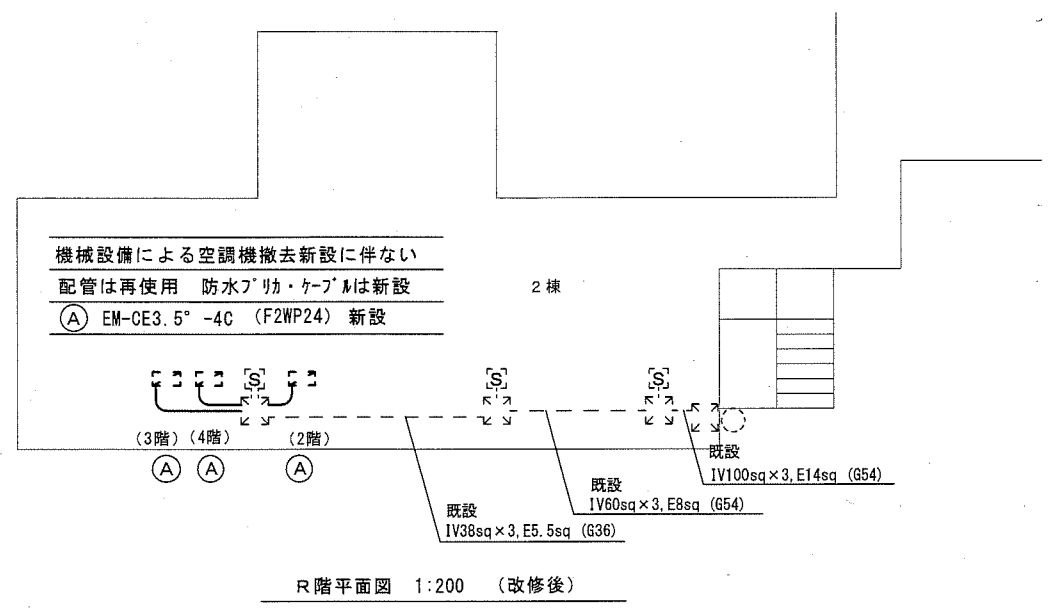 機械設備による空調機撤去新設に伴ない
配管は再使用 防水プリカ・ケーブルは新設
Ⓐ EM-CE3.5° -4C (F2WP24) 新設
2棟
S
S
S
(3階) (4階) (2階)
Ⓐ Ⓐ Ⓐ
既設
IV100sq×3,E14sq (G54)
既設
IV60sq×3,E8sq (G54)
既設
IV38sq×3,E5.5sq (G36)
R階平面図 1:200 (改修後)